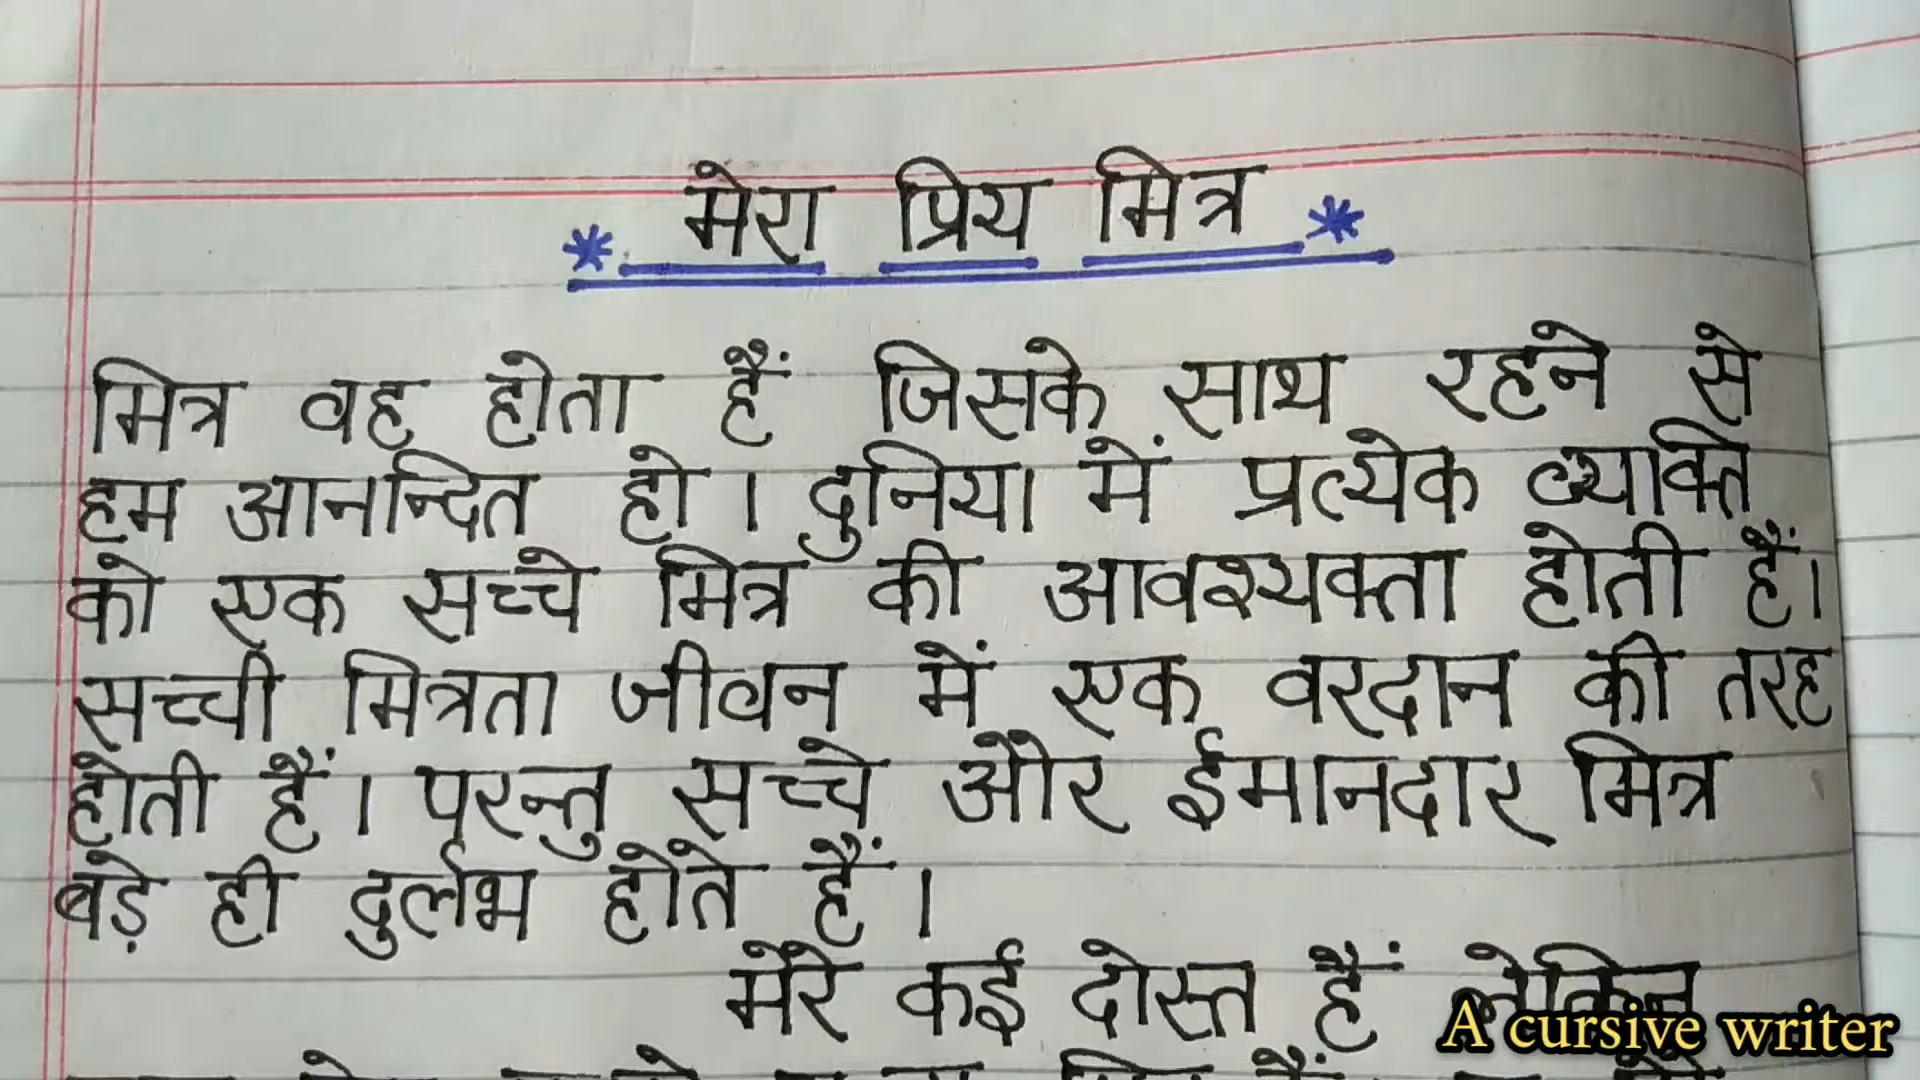 * मेरा प्रिय मित्र *
मित्र वह होता हैं जिसके साथ रहने से
हम आनन्दित हो । दुनिया में प्रत्येक व्यक्ति
को एक सच्चे मित्र की आवश्यक्ता होती हैं।
सच्ची मित्रता जीवन में एक वरदान की तरह
होती हैं । परन्तु सच्चे और ईमानदार मित्र
बड़े ही दुर्लभ होते हैं ।
मेरे कई दोस्त हैं लेकिन
A cursive writer